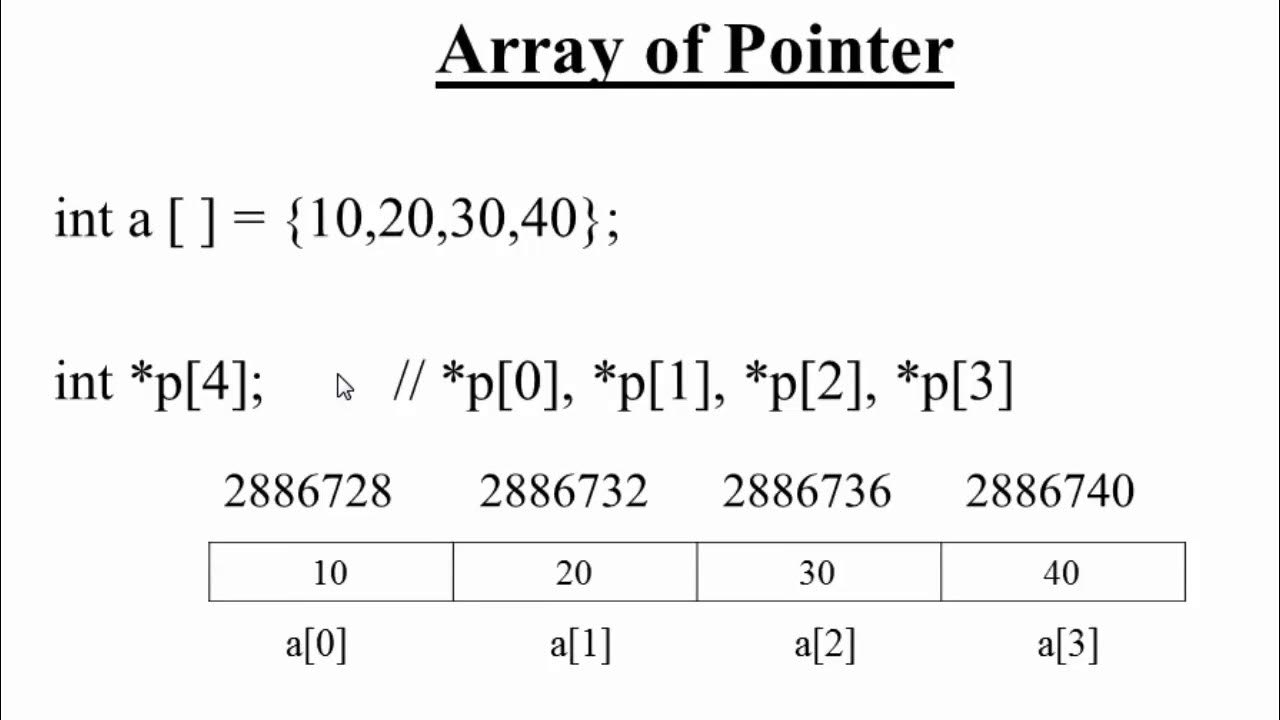 Array of Pointer
int a [ ] = {10,20,30,40};
int *p[4]; // *p[0], *p[1], *p[2], *p[3]
2886728 2886732 2886736 2886740
10 20 30 40
a[0] a[1] a[2] a[3]